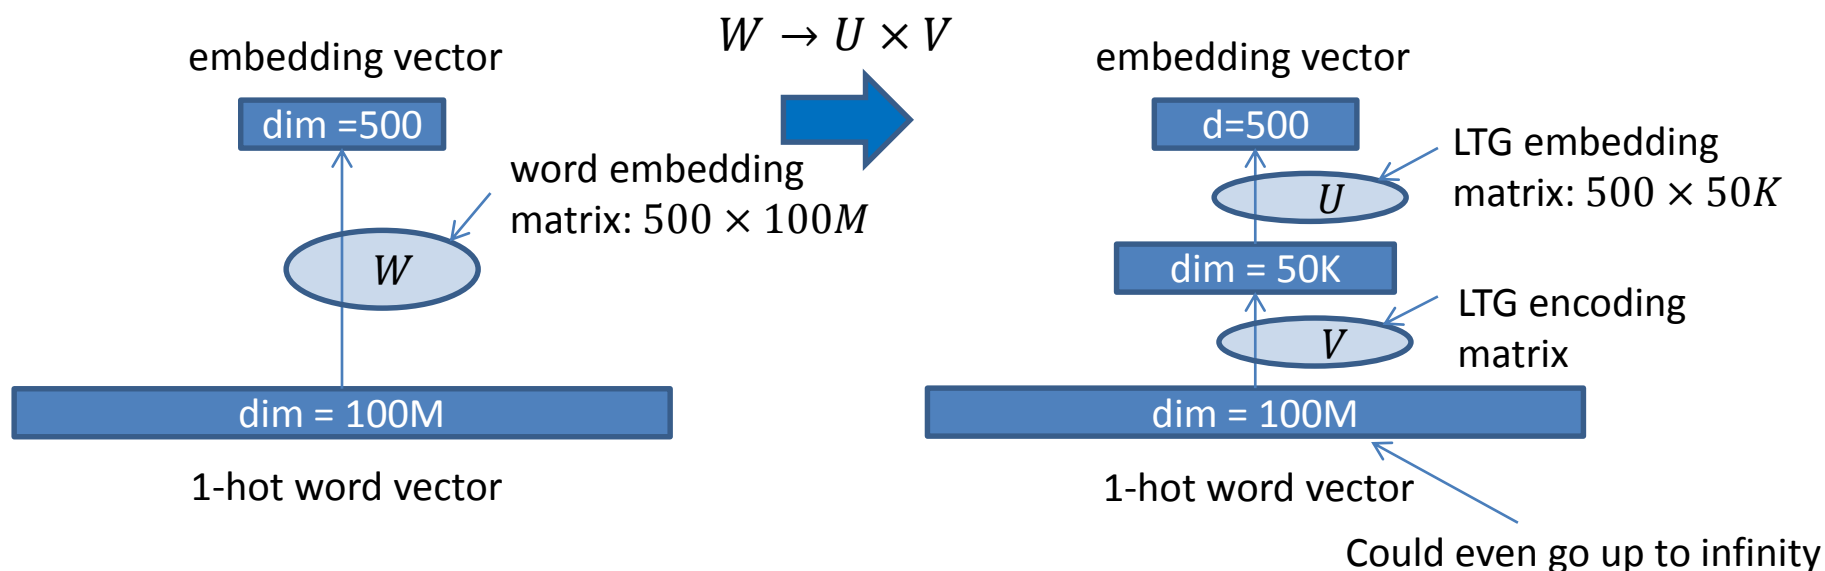 W → U × V
embedding vector
dim =500
word embedding
matrix: 500 × 100M
W
dim = 100M
1-hot word vector
embedding vector
d=500
LTG embedding
matrix: 500 × 50K
U
dim = 50K
LTG encoding
matrix
V
dim = 100M
1-hot word vector
Could even go up to infinity